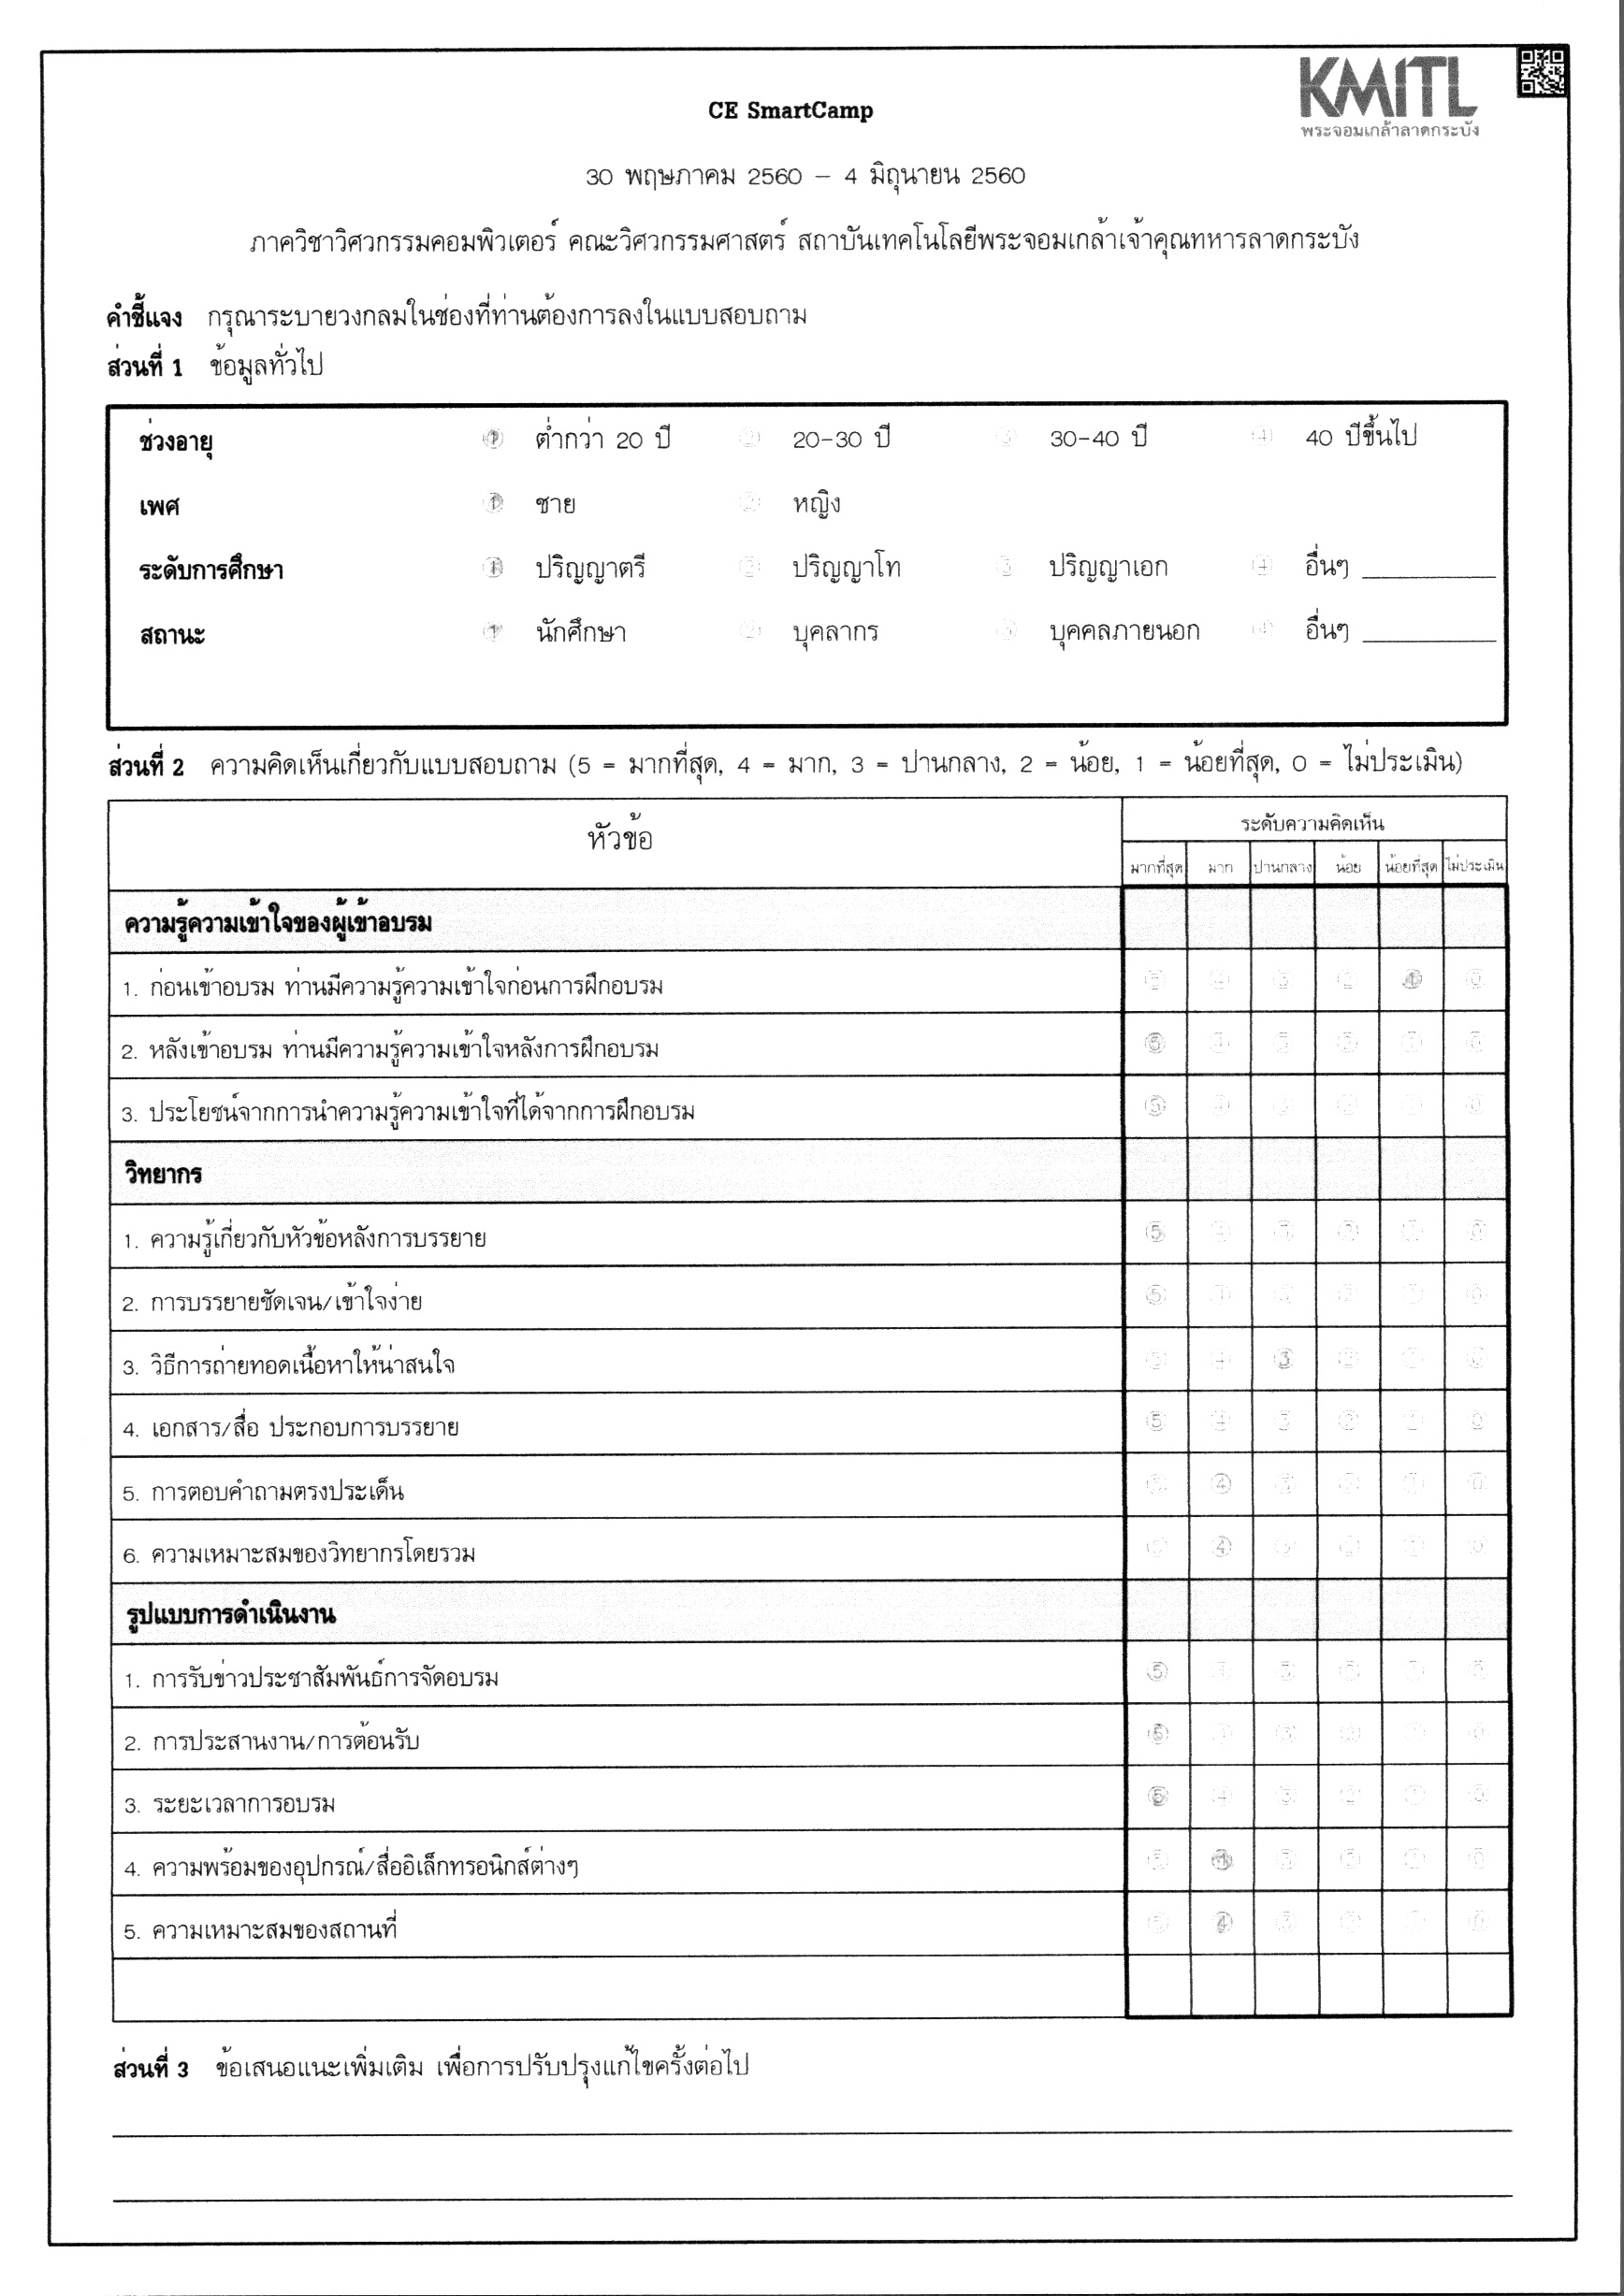 KMITL
พระจอมเกล้าลาดกระบัง
CE SmartCamp
30 พฤษภาคม 2560 – 4 มิถุนายน 2560
ภาควิชาวิศวกรรมคอมพิวเตอร์ คณะวิศวกรรมศาสตร์ สถาบันเทคโนโลยีพระจอมเกล้าเจ้าคุณทหารลาดกระบัง
คำชี้แจง กรุณาระบายวงกลมในช่องที่ท่านต้องการลงในแบบสอบถาม
ส่วนที่ 1 ข้อมูลทั่วไป
ช่วงอายุ 1 ต่ำกว่า 20 ปี 2 20-30 ปี 3 30-40 ปี 4 40 ปีขึ้นไป
เพศ 1 ชาย 2 หญิง
ระดับการศึกษา 1 ปริญญาตรี 2 ปริญญาโท 3 ปริญญาเอก 4 อื่นๆ
สถานะ 1 นักศึกษา 2 บุคลากร 3 บุคคลภายนอก 4 อื่นๆ
ส่วนที่ 2 ความคิดเห็นเกี่ยวกับแบบสอบถาม (5 = มากที่สุด, 4 = มาก, 3 = ปานกลาง, 2 = น้อย, 1 = น้อยที่สุด, 0 = ไม่ประเมิน)
หัวข้อ ระดับความคิดเห็น
มากที่สุด มาก ปานกลาง น้อย น้อยที่สุด ไม่ประเมิน
ความรู้ความเข้าใจของผู้เข้าอบรม
1. ก่อนเข้าอบรม ท่านมีความรู้ความเข้าใจก่อนการฝึกอบรม 5 4 3 2 1 0
2. หลังเข้าอบรม ท่านมีความรู้ความเข้าใจหลังการฝึกอบรม 5 4 3 2 1 0
3. ประโยชน์จากการนำความรู้ความเข้าใจที่ได้จากการฝึกอบรม 5 4 3 2 1 0
วิทยากร
1. ความรู้เกี่ยวกับหัวข้อหลังการบรรยาย 5 4 3 2 1 0
2. การบรรยายชัดเจน/เข้าใจง่าย 5 4 3 2 1 0
3. วิธีการถ่ายทอดเนื้อหาให้น่าสนใจ 5 4 3 2 1 0
4. เอกสาร/สื่อ ประกอบการบรรยาย 5 4 3 2 1 0
5. การตอบคำถามตรงประเด็น 5 4 3 2 1 0
6. ความเหมาะสมของวิทยากรโดยรวม 5 4 3 2 1 0
รูปแบบการดำเนินงาน
1. การรับข่าวประชาสัมพันธ์การจัดอบรม 5 4 3 2 1 0
2. การประสานงาน/การต้อนรับ 5 4 3 2 1 0
3. ระยะเวลาการอบรม 5 4 3 2 1 0
4. ความพร้อมของอุปกรณ์/สื่ออิเล็กทรอนิกส์ต่างๆ 5 4 3 2 1 0
5. ความเหมาะสมของสถานที่ 5 4 3 2 1 0
ส่วนที่ 3 ข้อเสนอแนะเพิ่มเติม เพื่อการปรับปรุงแก้ไขครั้งต่อไป